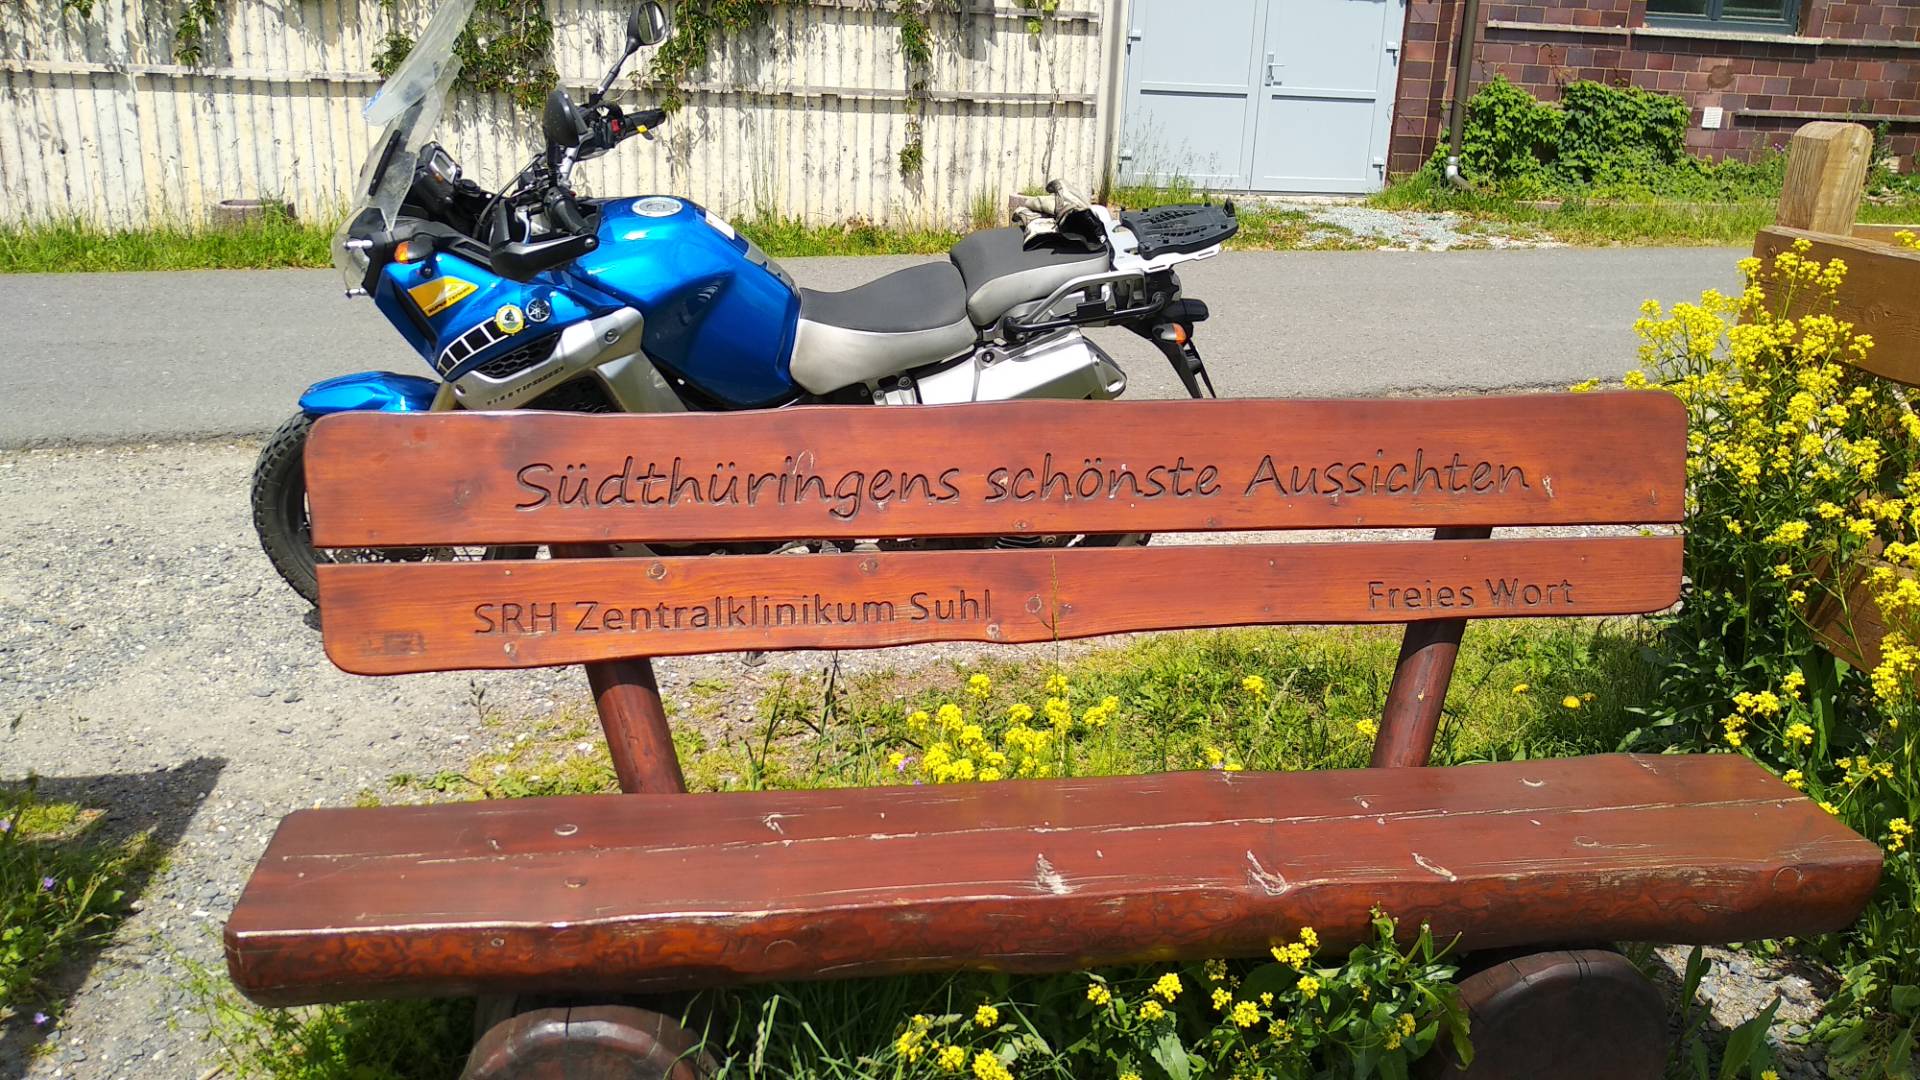 Südthüringens schönste Aussichten
SRH Zentralklinikum Suhl
Freies Wort